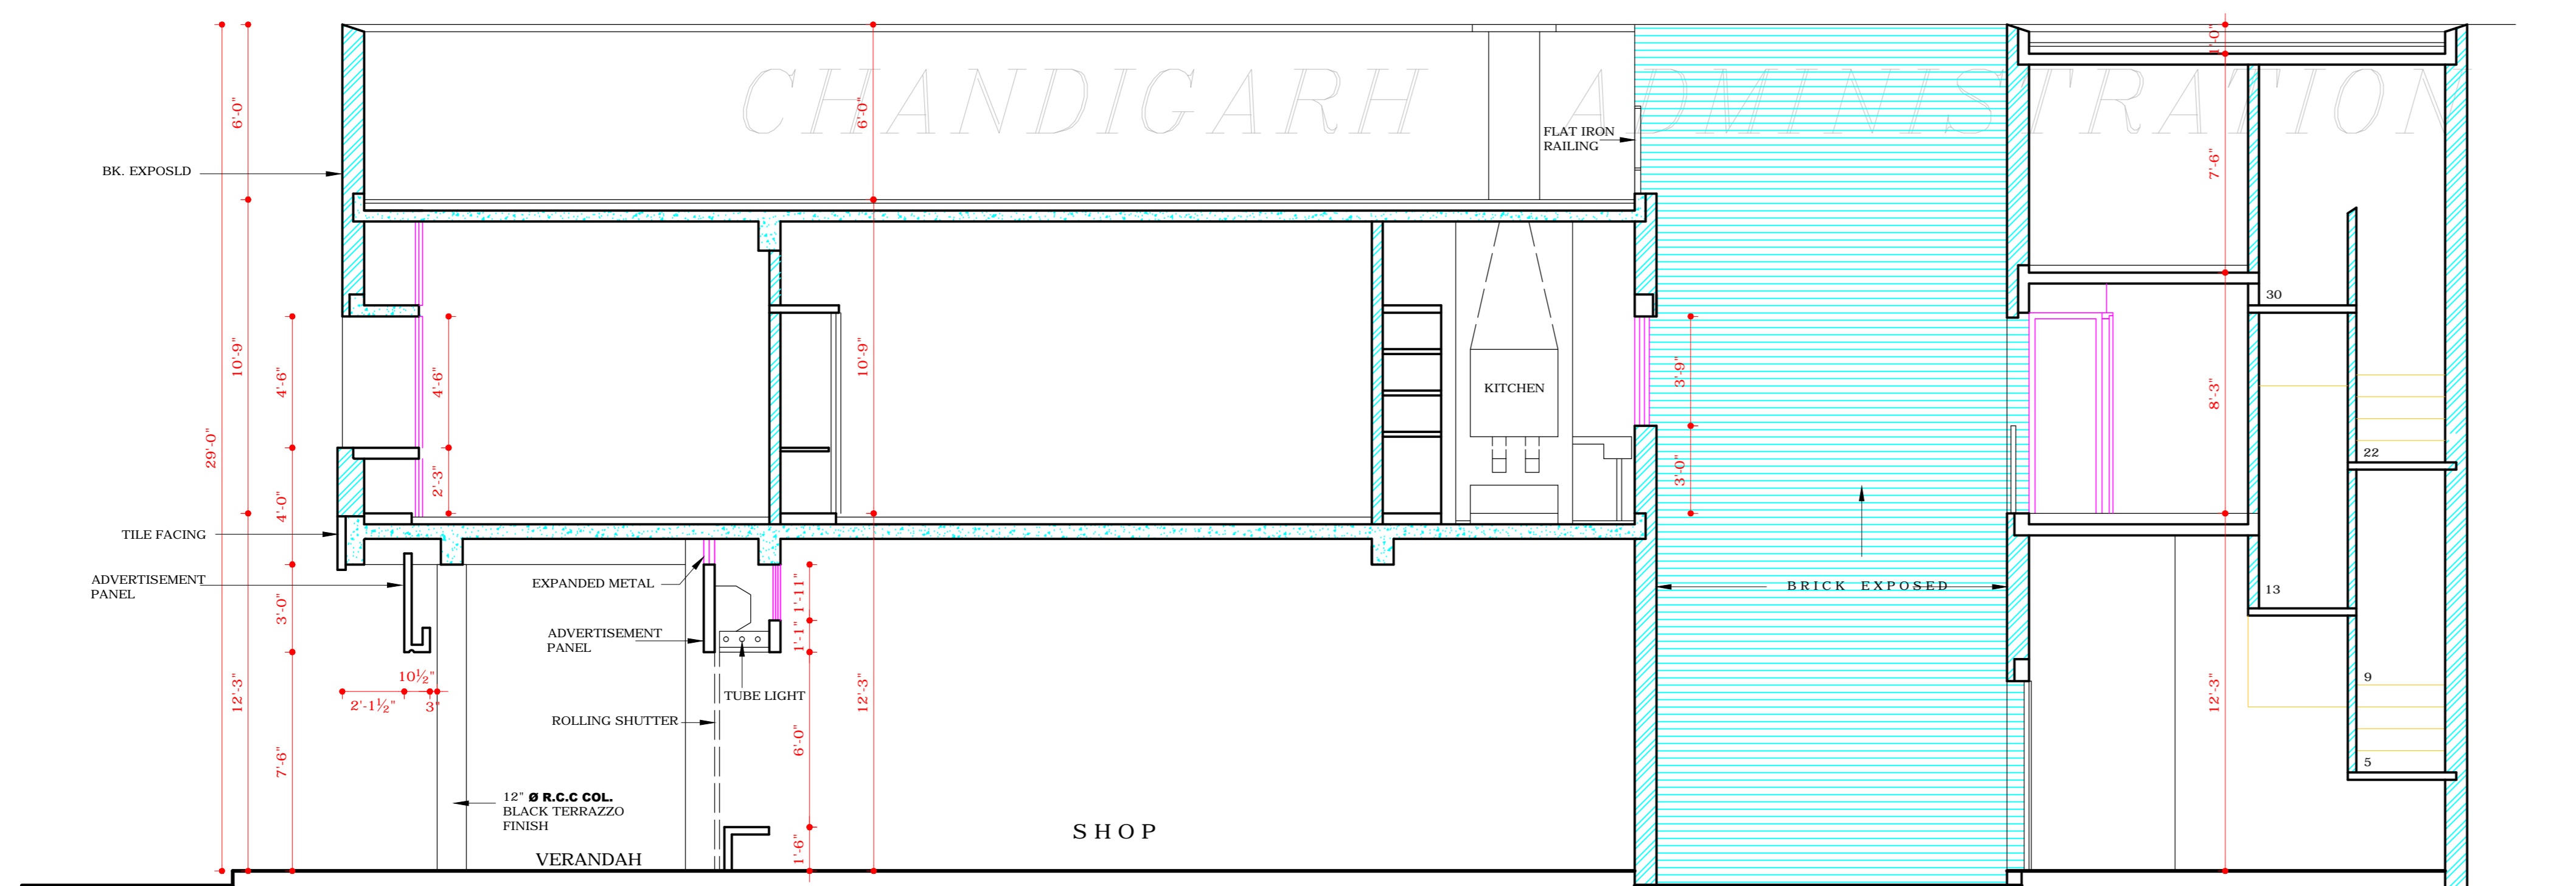 CHANDIGARH ADMINISTRATION
1'-0"
6'-0"
6'-0"
FLAT IRON
RAILING
7'-6"
BK. EXPOSLD
30
10'-9"
10'-9"
4'-6"
4'-6"
3'-9"
KITCHEN
8'-3"
29'-0"
22
2'-3"
3'-0"
4'-0"
TILE FACING
ADVERTISEMENT
PANEL
EXPANDED METAL
1'-11"
BRICK EXPOSED
13
3'-0"
ADVERTISEMENT
PANEL
1'-1"
10½"
2'-1½"
3"
TUBE LIGHT
12'-3"
12'-3"
12'-3"
9
ROLLING SHUTTER
6'-0"
7'-6"
5
12" Ø R.C.C COL.
BLACK TERRAZZO
FINISH
SHOP
1'-6"
VERANDAH